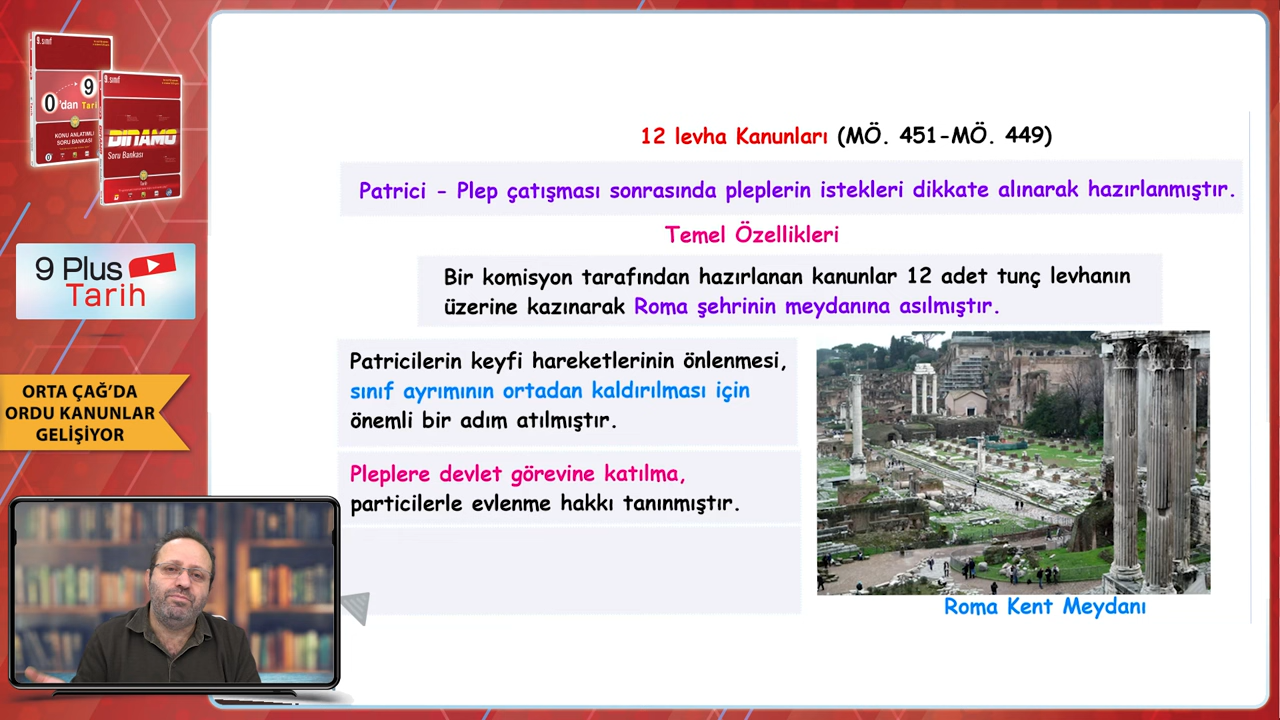 9.sınıf
0'dan 9
Tarih
KONU ANLATIMLI
SORU BANKASI
9.sınıf
DİNAMO
Soru Bankası
Tarih
9 Plus
Tarih
ORTA ÇAĞ'DA
ORDU KANUNLAR
GELİŞİYOR
12 levha Kanunları (MÖ. 451-MÖ. 449)
Patrici - Plep çatışması sonrasında pleplerin istekleri dikkate alınarak hazırlanmıştır.
Temel Özellikleri
Bir komisyon tarafından hazırlanan kanunlar 12 adet tunç levhanın
üzerine kazınarak Roma şehrinin meydanına asılmıştır.
Patricilerin keyfi hareketlerinin önlenmesi,
sınıf ayrımının ortadan kaldırılması için
önemli bir adım atılmıştır.
Pleplere devlet görevine katılma,
particilerle evlenme hakkı tanınmıştır.
Roma Kent Meydanı